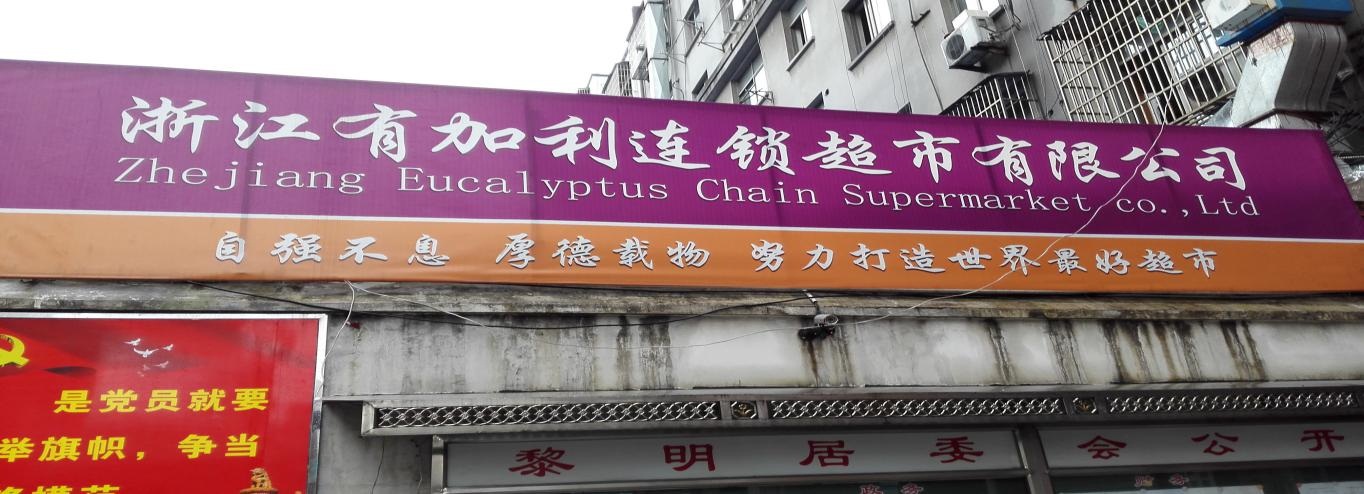 浙江有加利连锁超市有限公司
Zhejiang Eucalyptus Chain Supermarket co.,Ltd
自强不息 厚德载物 努力打造世界最好超市
是党员就要
举旗帜，争当
黎明居委会公开